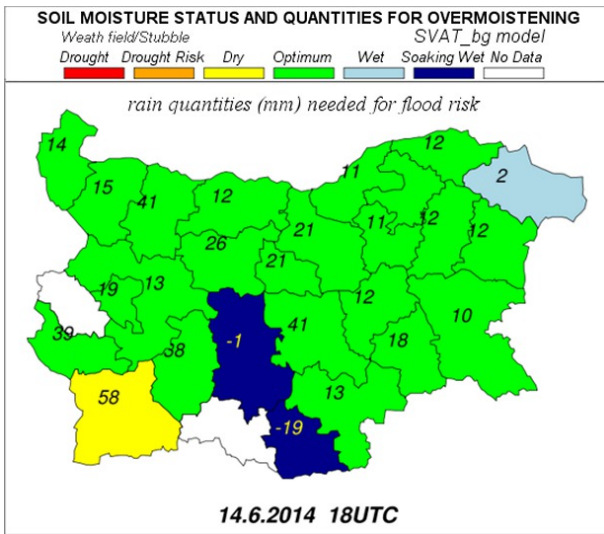 SOIL MOISTURE STATUS AND QUANTITIES FOR OVERMOISTENING
Weath field/Stubble SVAT_bg model
Drought Drought Risk Dry Optimum Wet Soaking Wet No Data
rain quantities (mm) needed for flood risk
14 12
15 41 12 11 2
21 11 12 12
26 21
19 13 12
39 38 -1 41 18 10
58 13
-19
14.6.2014 18UTC